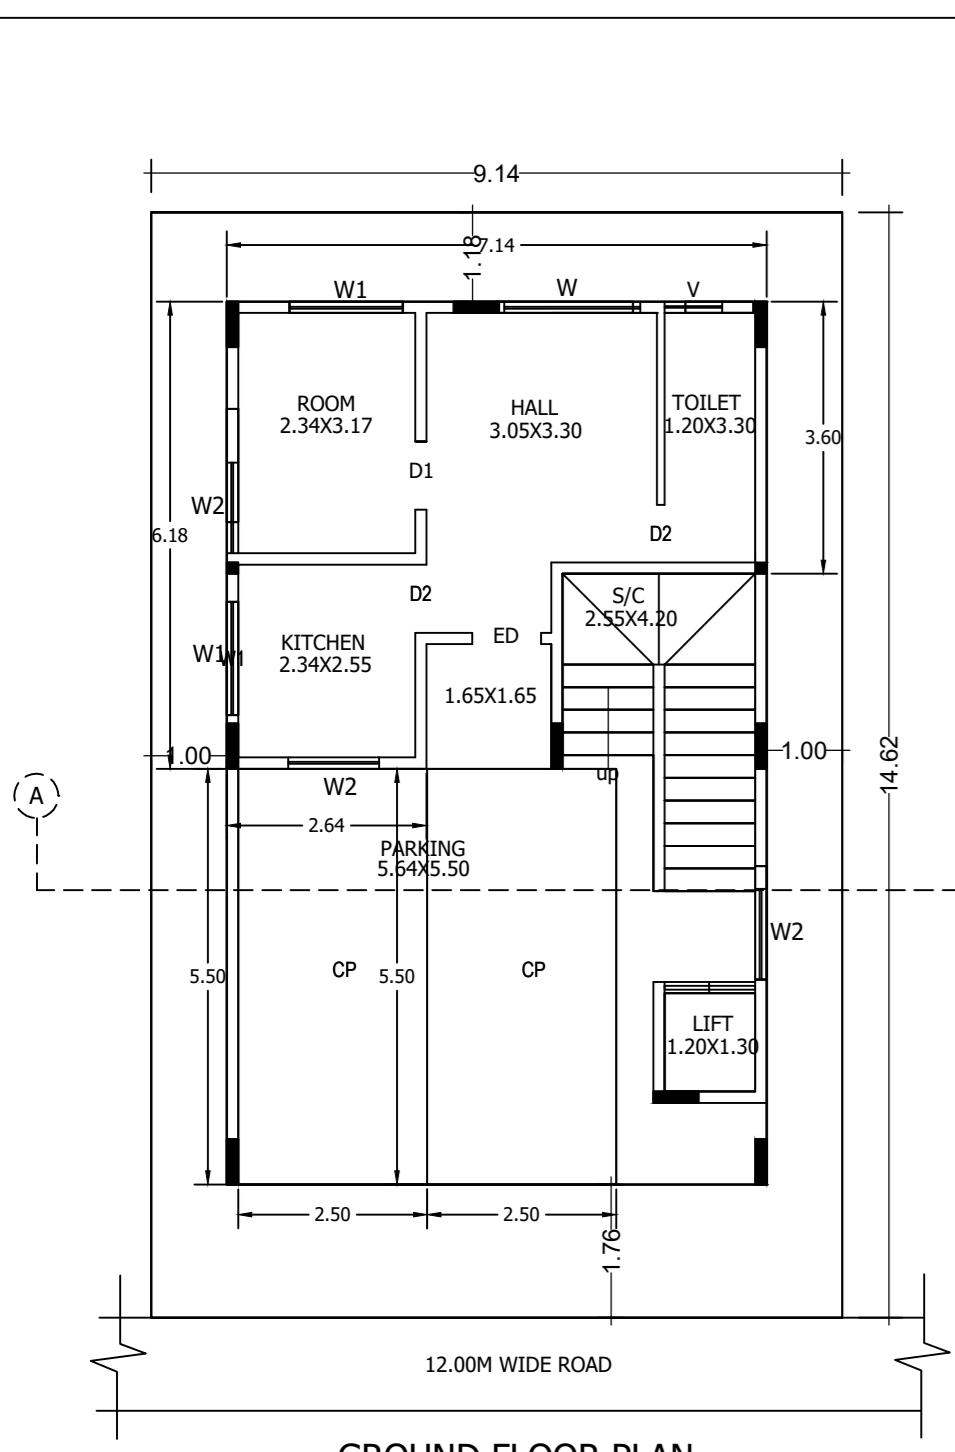 9.14
7.14
1.18
W1
W
V
ROOM
2.34X3.17
HALL
3.05X3.30
TOILET
1.20X3.30
3.60
D1
W2
6.18
D2
D2
S/C
2.55X4.20
ED
KITCHEN
2.34X2.55
W1
W1
1.65X1.65
1.00
1.00
14.62
up
W2
A
2.64
PARKING
5.64X5.50
W2
5.50
CP
5.50
CP
LIFT
1.20X1.30
2.50
2.50
1.76
12.00M WIDE ROAD
GROUND FLOOR PLAN